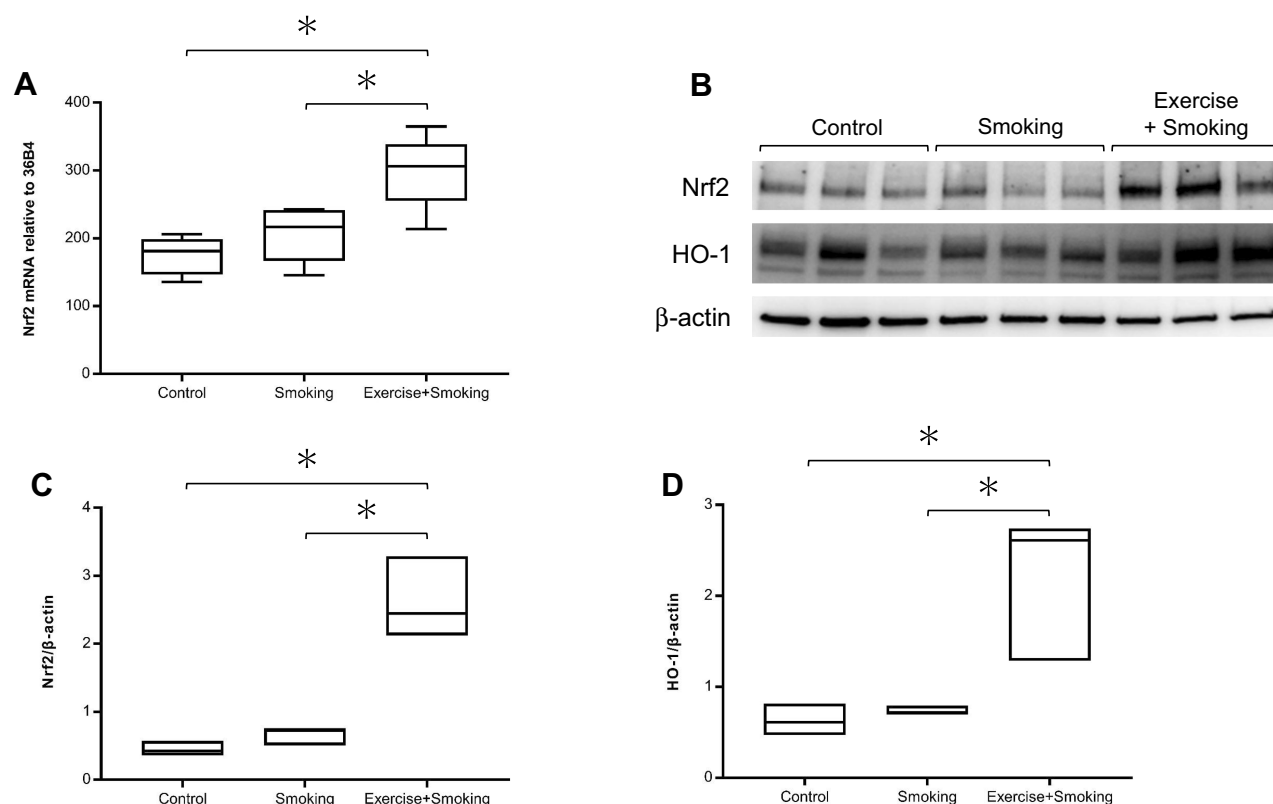 A
*
*
Nrf2 mRNA relative to 36B4
400
300
200
100
0
Control
Smoking
Exercise+Smoking
B
Control
Smoking
Exercise
+ Smoking
Nrf2
HO-1
β-actin
C
*
*
Nrf2/β-actin
4
3
2
1
0
Control
Smoking
Exercise+Smoking
D
*
*
HO-1/β-actin
3
2
1
0
Control
Smoking
Exercise+Smoking